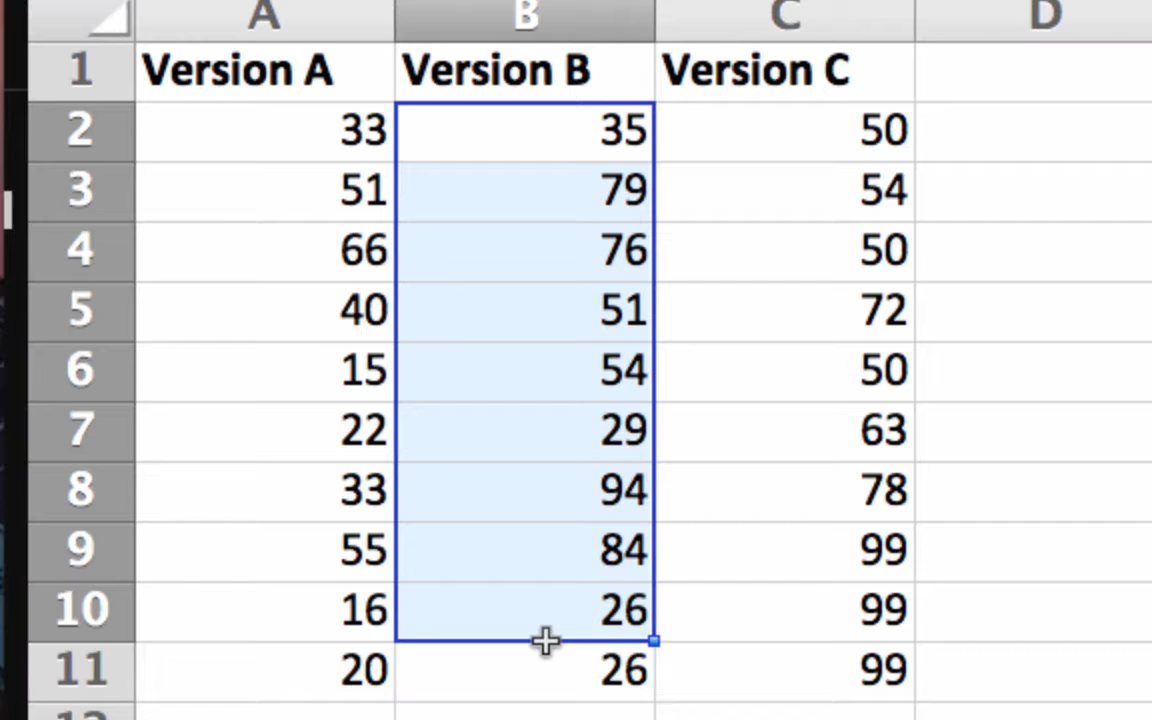 A B C D
1 Version A Version B Version C
2 33 35 50
3 51 79 54
4 66 76 50
5 40 51 72
6 15 54 50
7 22 29 63
8 33 94 78
9 55 84 99
10 16 26 99
11 20 26 99